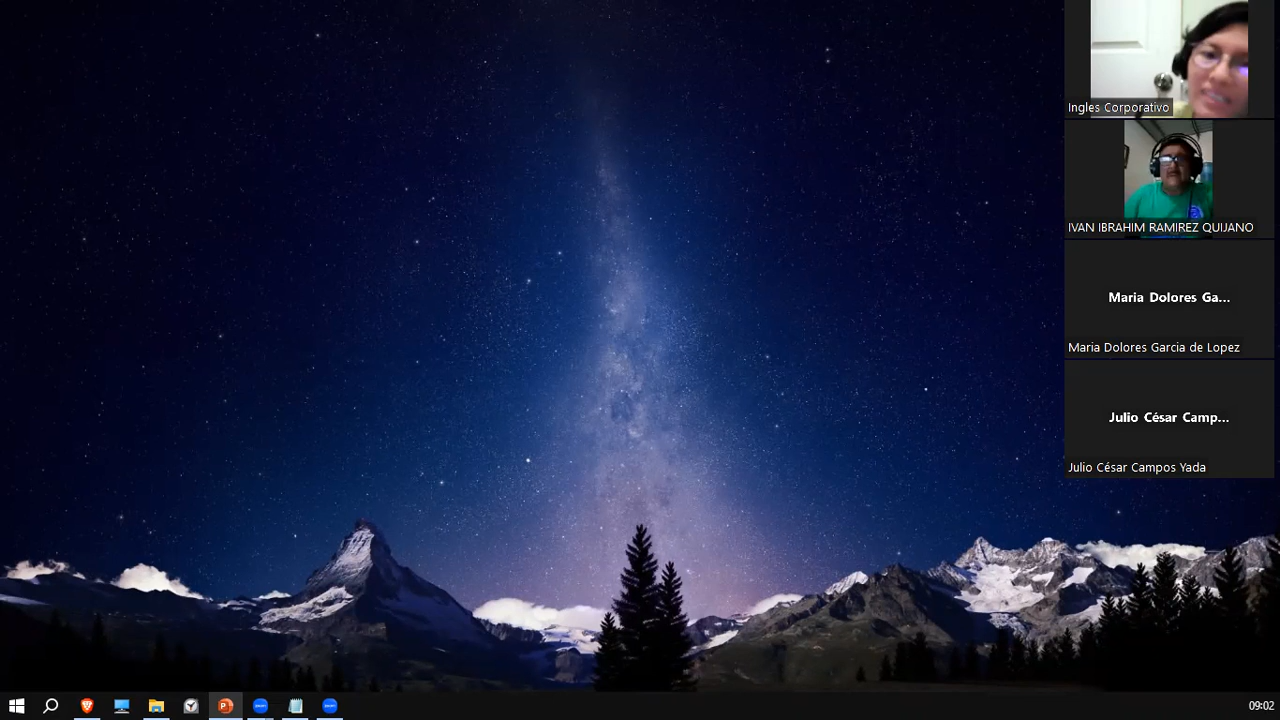 Ingles Corporativo
IVAN IBRAHIM RAMIREZ QUIJANO
Maria Dolores Ga...
Maria Dolores Garcia de Lopez
Julio César Camp...
Julio César Campos Yada
09:02